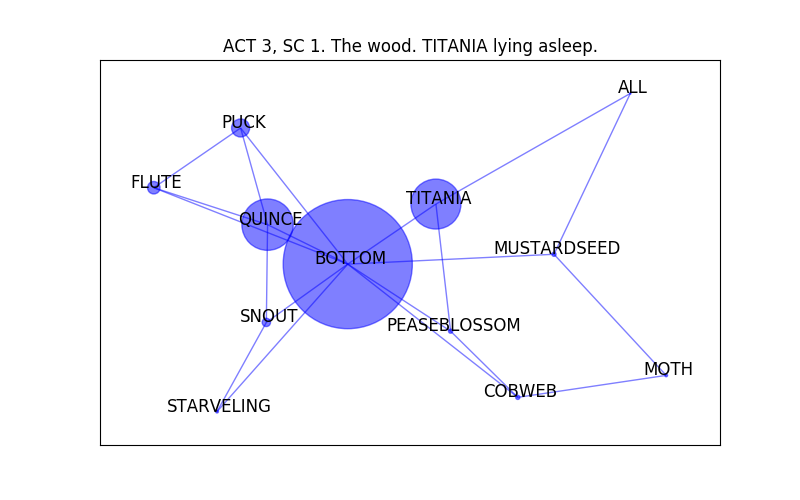 ACT 3, SC 1. The wood. TITANIA lying asleep.
ALL
PUCK
FLUTE
TITANIA
QUINCE
MUSTARDSEED
BOTTOM
SNOUT
PEASEBLOSSOM
MOTH
COBWEB
STARVELING